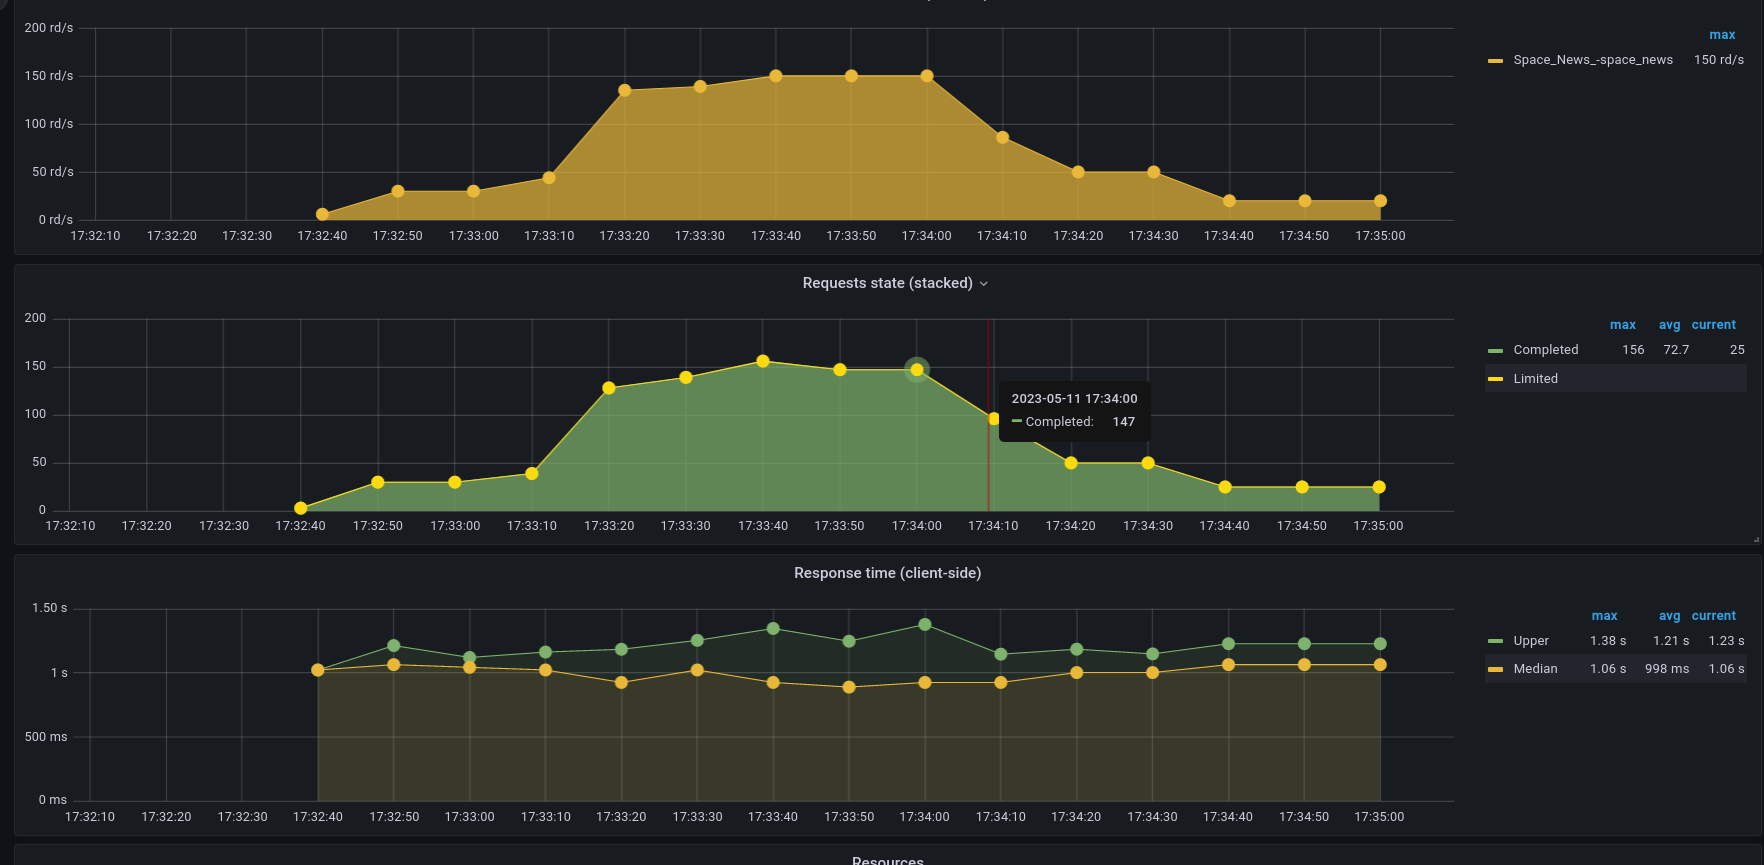 200 rd/s
150 rd/s
100 rd/s
50 rd/s
0 rd/s
17:32:10 17:32:20 17:32:30 17:32:40 17:32:50 17:33:00 17:33:10 17:33:20 17:33:30 17:33:40 17:33:50 17:34:00 17:34:10 17:34:20 17:34:30 17:34:40 17:34:50 17:35:00
max
Space_News_-space_news 150 rd/s
Requests state (stacked)
200
150
100
50
0
17:32:10 17:32:20 17:32:30 17:32:40 17:32:50 17:33:00 17:33:10 17:33:20 17:33:30 17:33:40 17:33:50 17:34:00 17:34:10 17:34:20 17:34:30 17:34:40 17:34:50 17:35:00
2023-05-11 17:34:00
Completed: 147
max avg current
Completed 156 72.7 25
Limited
Response time (client-side)
1.50 s
1 s
500 ms
0 ms
17:32:10 17:32:20 17:32:30 17:32:40 17:32:50 17:33:00 17:33:10 17:33:20 17:33:30 17:33:40 17:33:50 17:34:00 17:34:10 17:34:20 17:34:30 17:34:40 17:34:50 17:35:00
max avg current
Upper 1.38 s 1.21 s 1.23 s
Median 1.06 s 998 ms 1.06 s
Resources